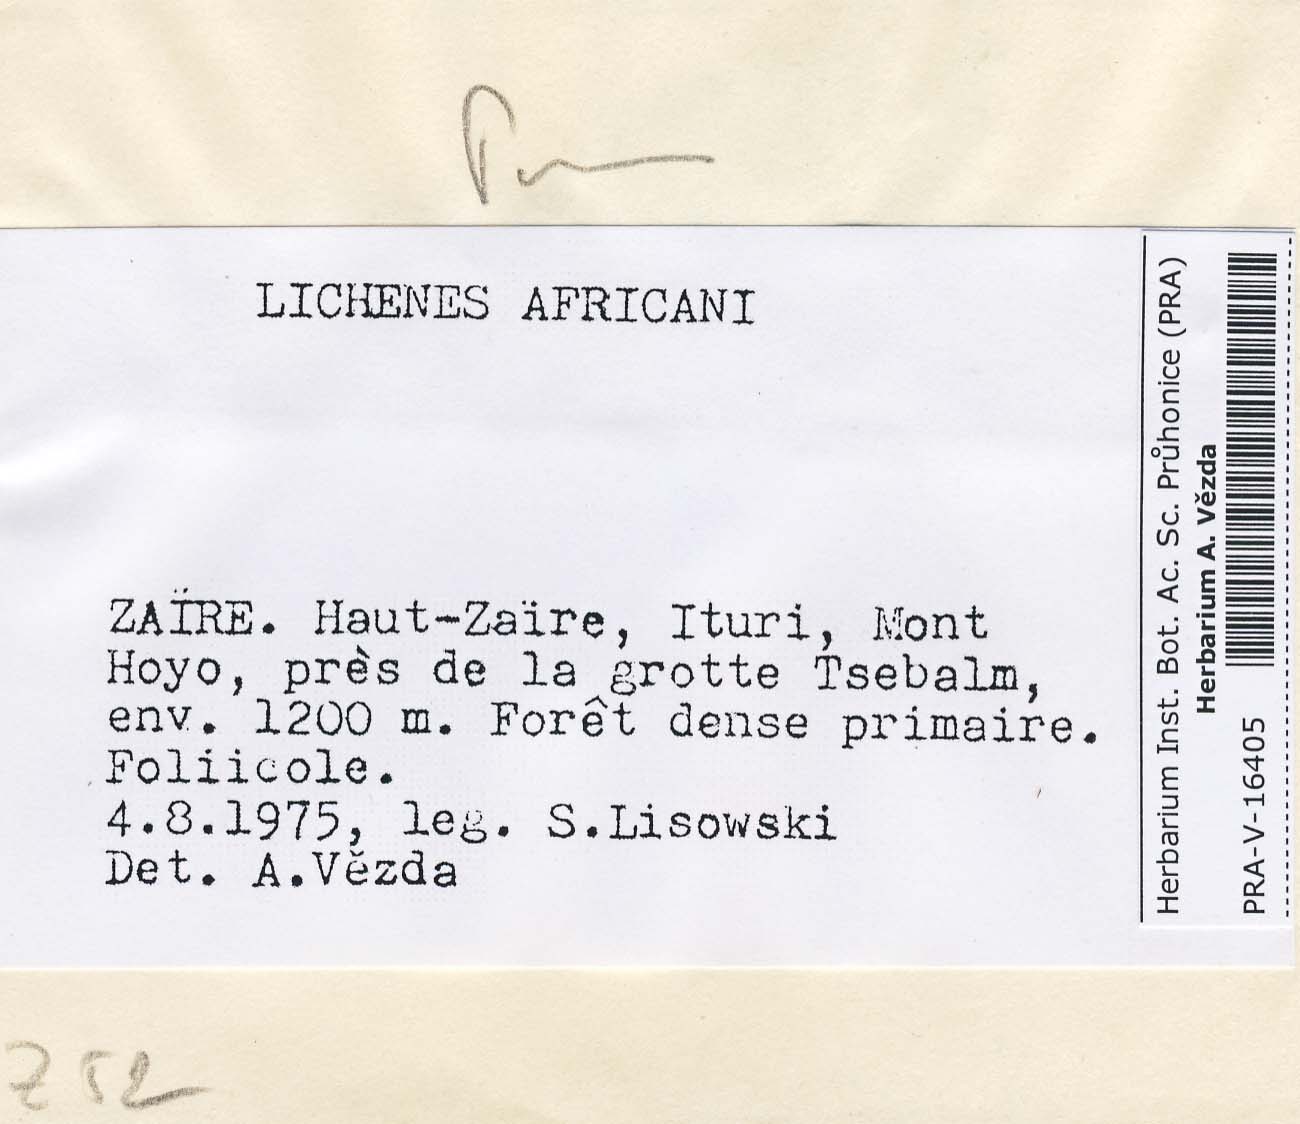 LICHENES AFRICANI
ZAÏRE. Haut-Zaïre, Ituri, Mont
Hoyo, près de la grotte Tsebalm,
env. 1200 m. Forêt dense primaire.
Foliicole.
4.8.1975, leg. S.Lisowski
Det. A.Vězda
Herbarium Inst. Bot. Ac. Sc. Průhonice (PRA)
Herbarium A. Vězda
PRA-V-16405
Z 52